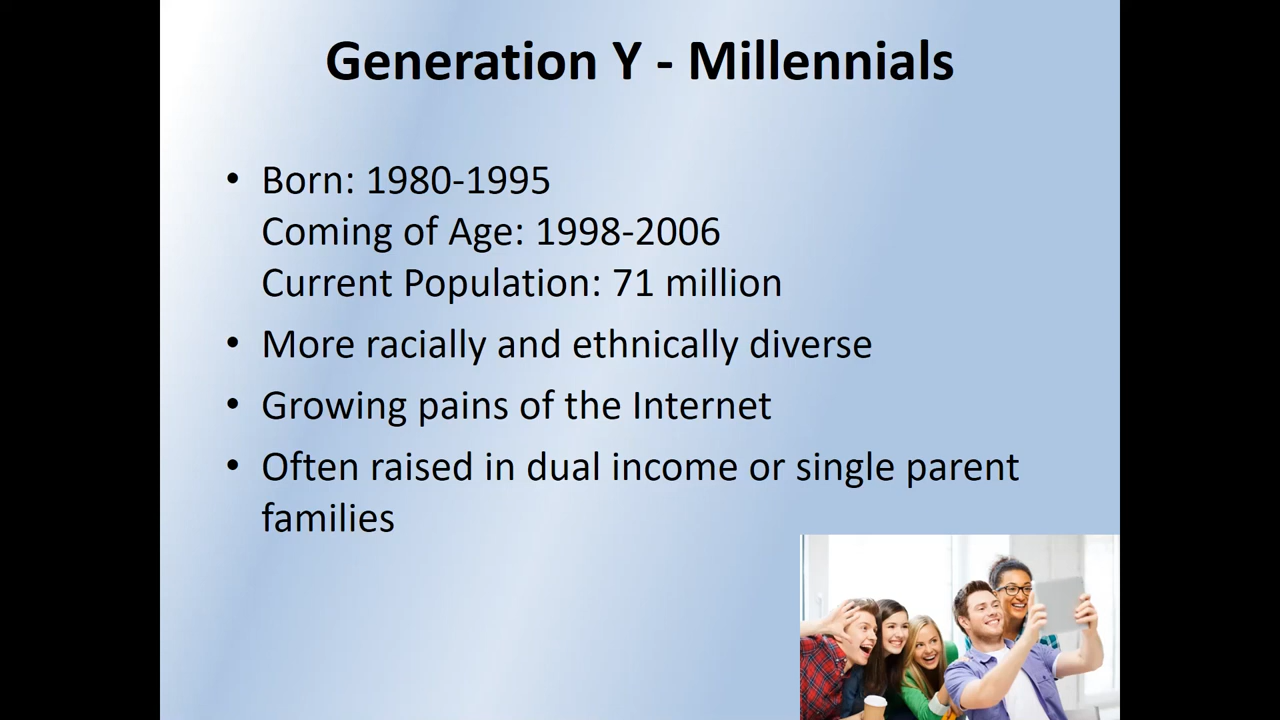 Generation Y - Millennials
• Born: 1980-1995
Coming of Age: 1998-2006
Current Population: 71 million
• More racially and ethnically diverse
• Growing pains of the Internet
• Often raised in dual income or single parent
families